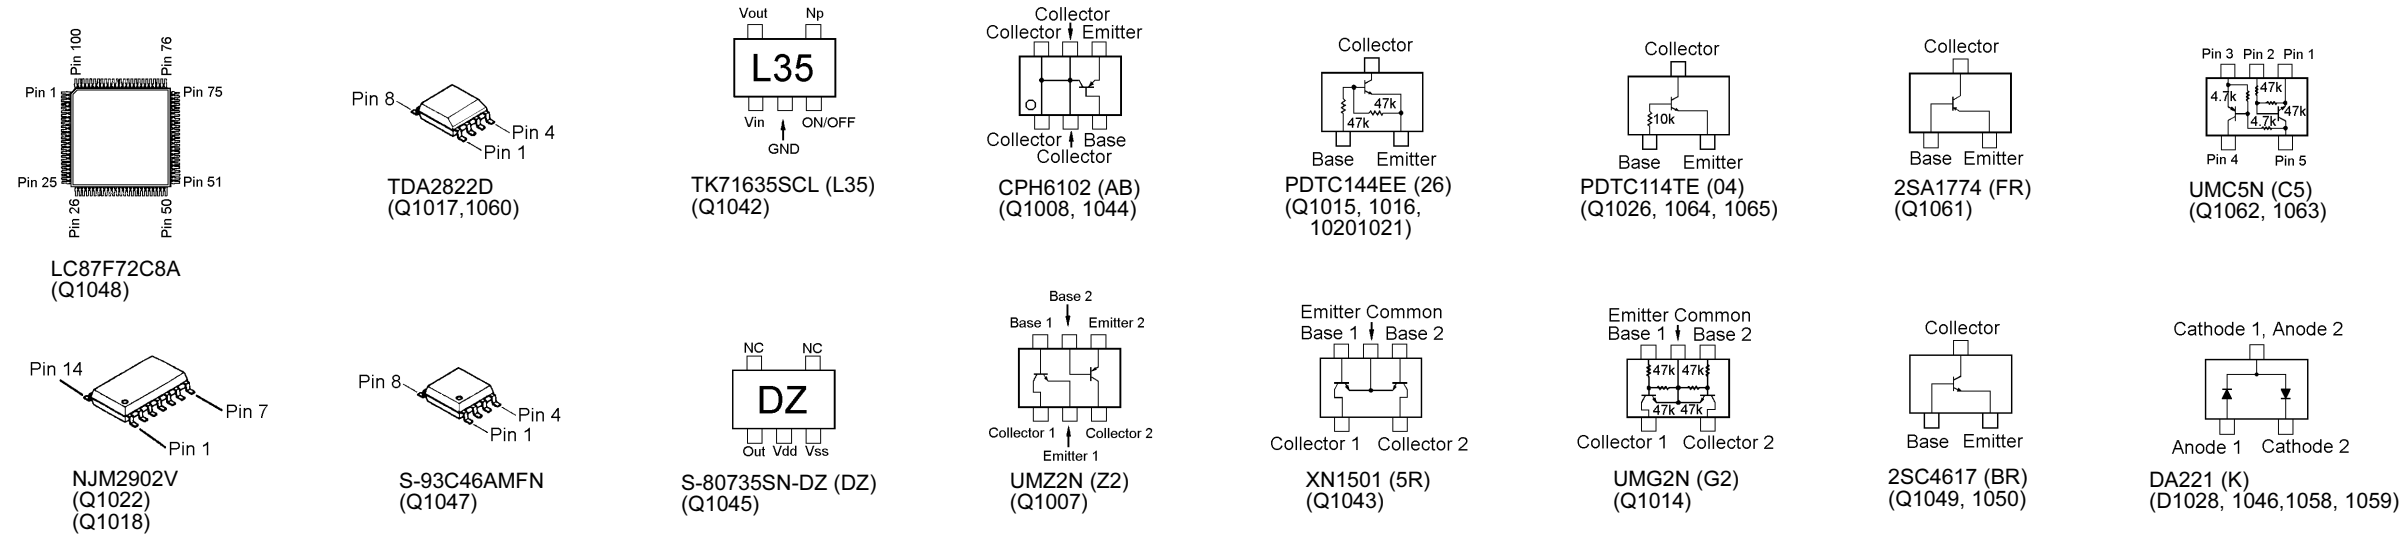 Pin 100
Pin 76
Pin 1
Pin 75
Pin 25
Pin 51
Pin 26
Pin 50
LC87F72C8A
(Q1048)
Pin 8
Pin 4
Pin 1
TDA2822D
(Q1017,1060)
Vout Np
L35
Vin ON/OFF
GND
TK71635SCL (L35)
(Q1042)
Collector
Collector Emitter
Collector Base
Collector
CPH6102 (AB)
(Q1008, 1044)
Collector
47k
47k
Base Emitter
PDTC144EE (26)
(Q1015, 1016,
10201021)
Collector
10k
Base Emitter
PDTC114TE (04)
(Q1026, 1064, 1065)
Collector
Base Emitter
2SA1774 (FR)
(Q1061)
Pin 3 Pin 2 Pin 1
47k
4.7k
47k
4.7k
Pin 4 Pin 5
UMC5N (C5)
(Q1062, 1063)
Pin 14
Pin 7
Pin 1
NJM2902V
(Q1022)
(Q1018)
Pin 8
Pin 4
Pin 1
S-93C46AMFN
(Q1047)
NC NC
DZ
Out Vdd Vss
S-80735SN-DZ (DZ)
(Q1045)
Base 2
Base 1 Emitter 2
Collector 1 Collector 2
Emitter 1
UMZ2N (Z2)
(Q1007)
Emitter Common
Base 1 Base 2
Collector 1 Collector 2
XN1501 (5R)
(Q1043)
Emitter Common
Base 1 Base 2
47k 47k
47k 47k
Collector 1 Collector 2
UMG2N (G2)
(Q1014)
Collector
Base Emitter
2SC4617 (BR)
(Q1049, 1050)
Cathode 1, Anode 2
Anode 1 Cathode 2
DA221 (K)
(D1028, 1046,1058, 1059)